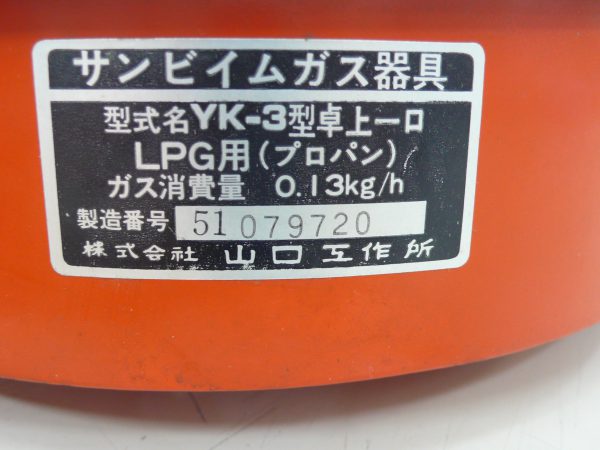 サンビイムガス器具
型式名YK-3型卓上一口
LPG用(プロパン)
ガス消費量 0.13kg/h
製造番号 51079720
株式会社 山口工作所